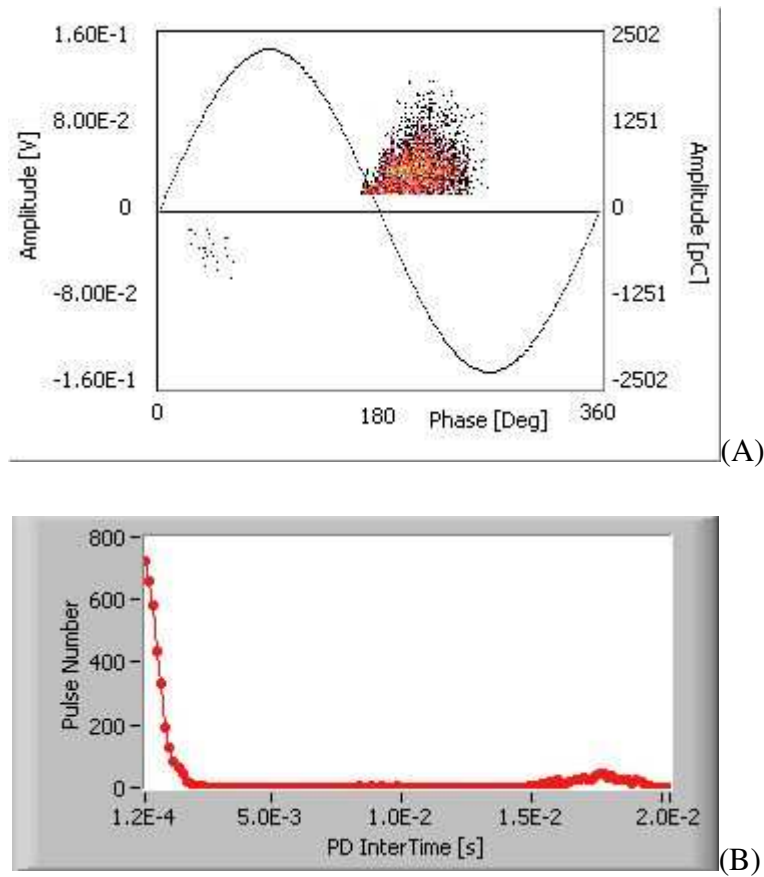 1.60E-1
2502
8.00E-2
1251
Amplitude [V]
Amplitude [pC]
0
0
-8.00E-2
-1251
-1.60E-1
-2502
0
180
Phase [Deg]
360
(A)
800
600
Pulse Number
400
200
0
1.2E-4
5.0E-3
1.0E-2
1.5E-2
2.0E-2
PD InterTime [s]
(B)